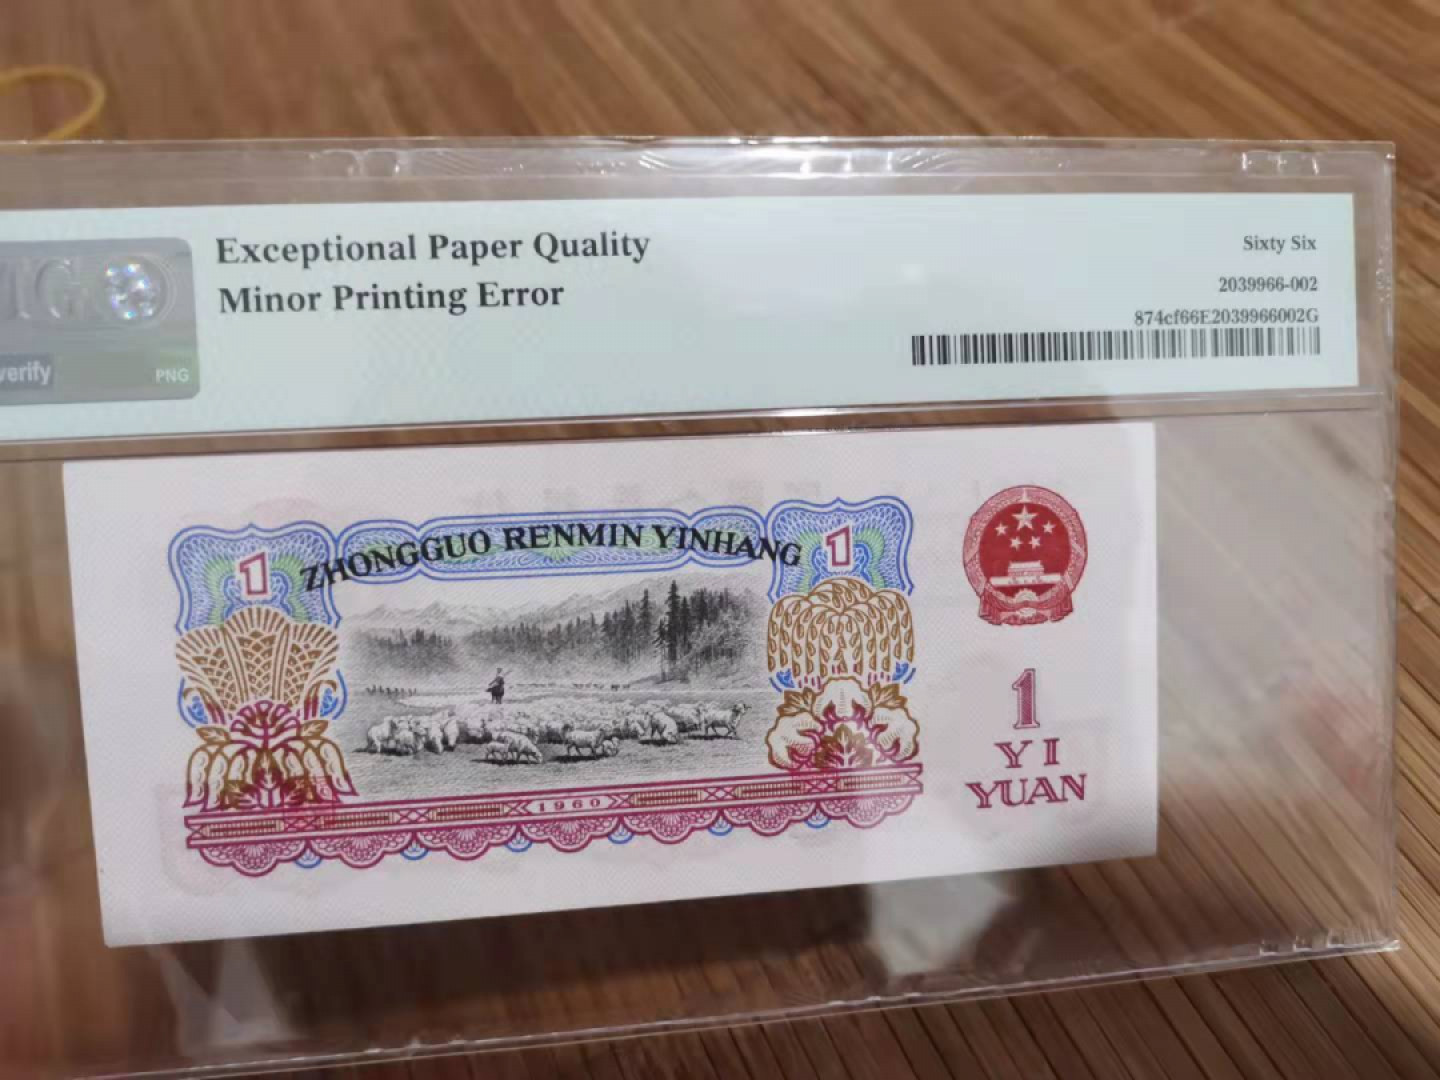 Exceptional Paper Quality
Minor Printing Error
Sixty Six
2039966-002
874cf66E2039966002G
verify
PNG
ZHONGGUO RENMIN YINHANG
1
1
1
YI
YUAN
1960